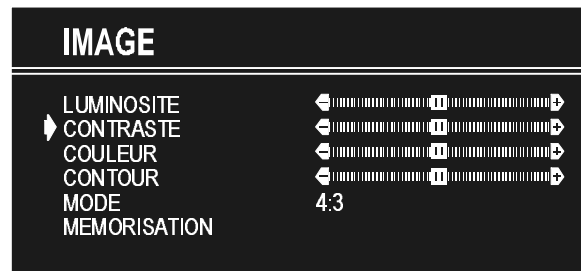 IMAGE
LUMINOSITE
CONTRASTE
COULEUR
CONTOUR
MODE 4:3
MEMORISATION